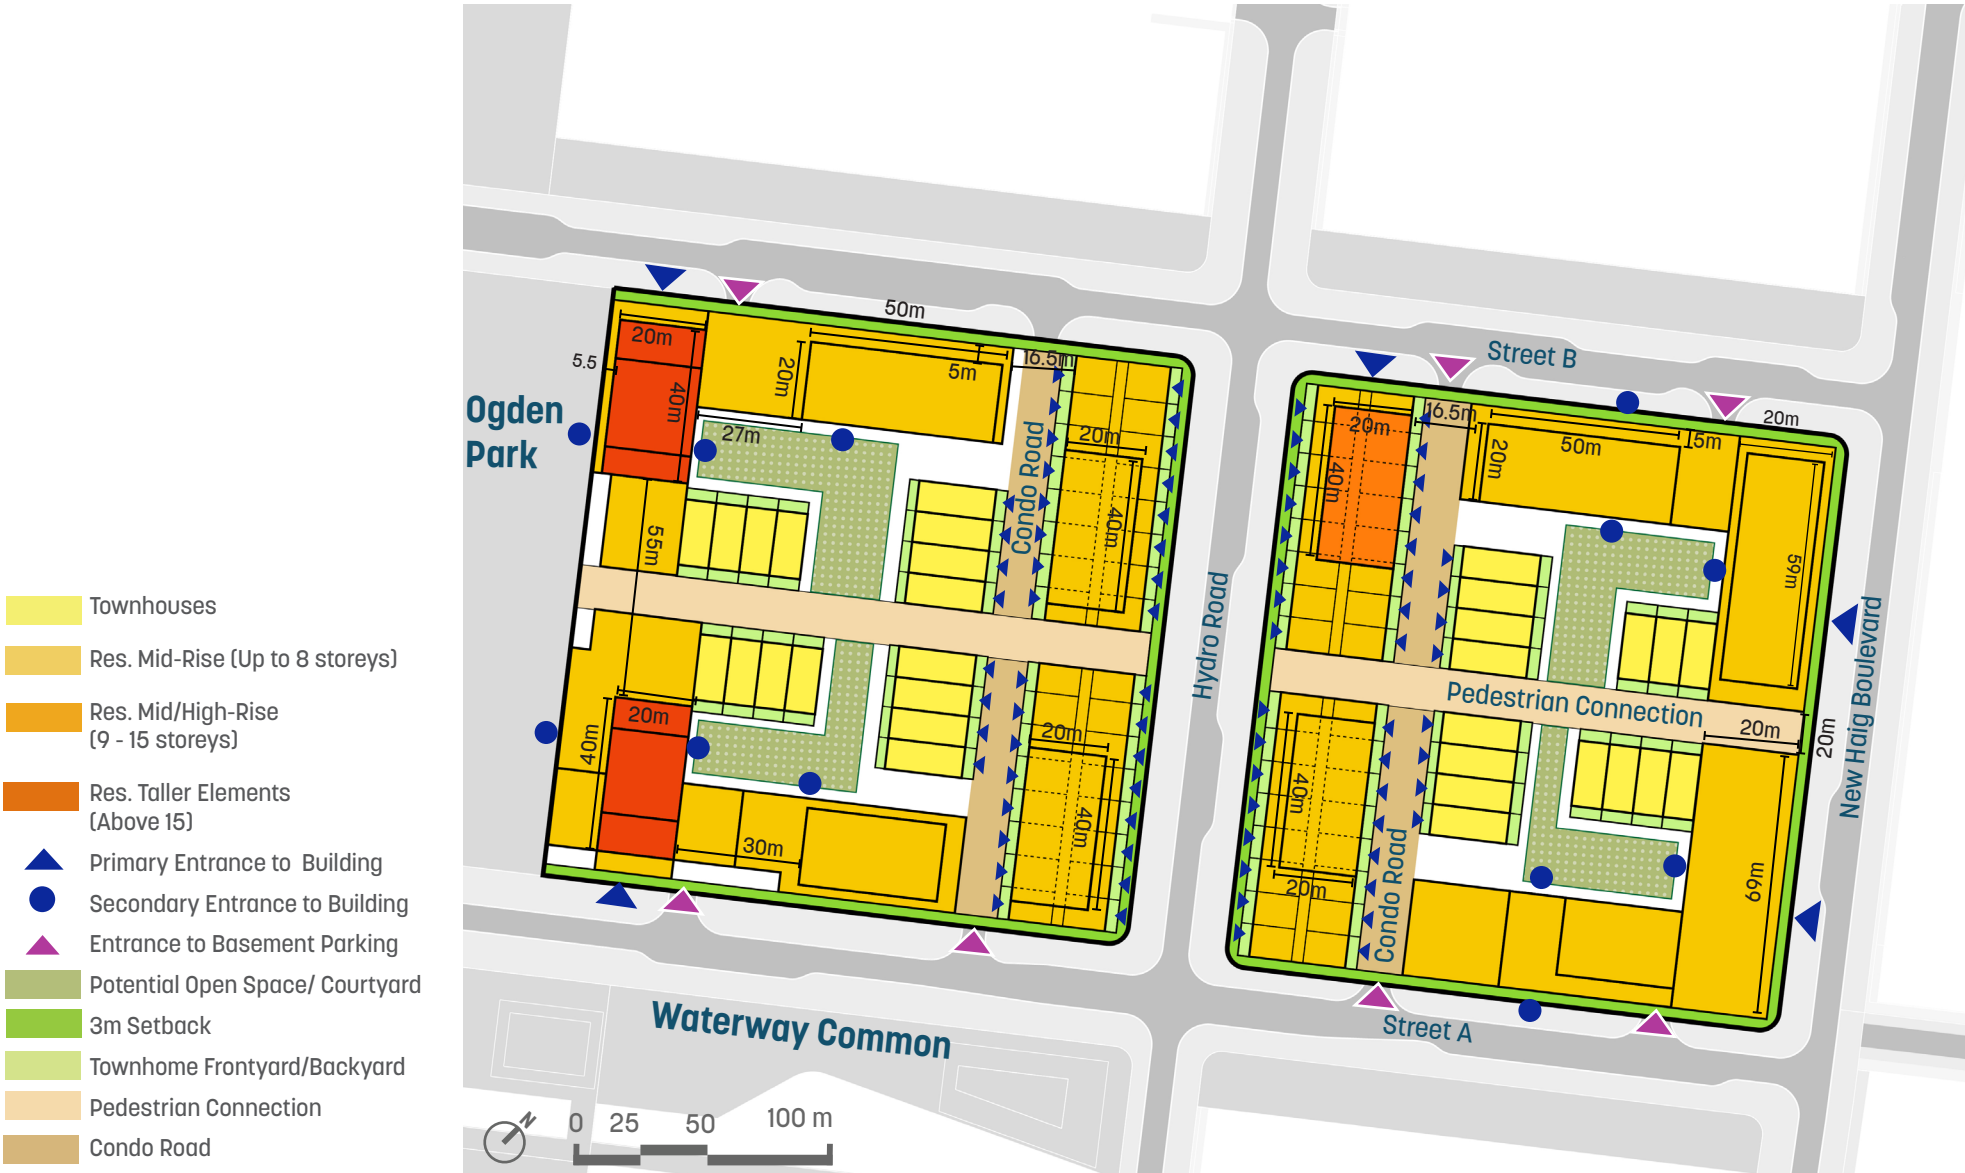 Townhouses
Res. Mid-Rise (Up to 8 storeys)
Res. Mid/High-Rise
(9 - 15 storeys)
Res. Taller Elements
(Above 15)
Primary Entrance to Building
Secondary Entrance to Building
Entrance to Basement Parking
Potential Open Space/ Courtyard
3m Setback
Townhome Frontyard/Backyard
Pedestrian Connection
Condo Road
Ogden
Park
50m
20m
5.5
40m
20m
5m
16.5m
27m
20m
Condo Road
40m
55m
20m
40m
30m
20m
40m
Hydro Road
Street B
20m
16.5m
40m
20m
50m
15m
20m
59m
Pedestrian Connection
20m
20m
New Haig Boulevard
40m
20m
Condo Road
69m
Street A
Waterway Common
N
0 25 50 100 m